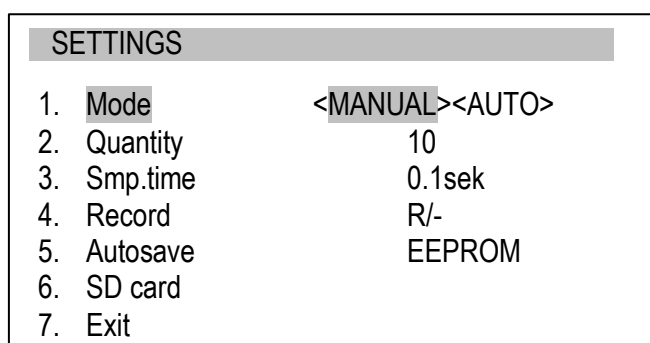 SETTINGS
1. Mode <MANUAL><AUTO>
2. Quantity 10
3. Smp.time 0.1sek
4. Record R/-
5. Autosave EEPROM
6. SD card
7. Exit